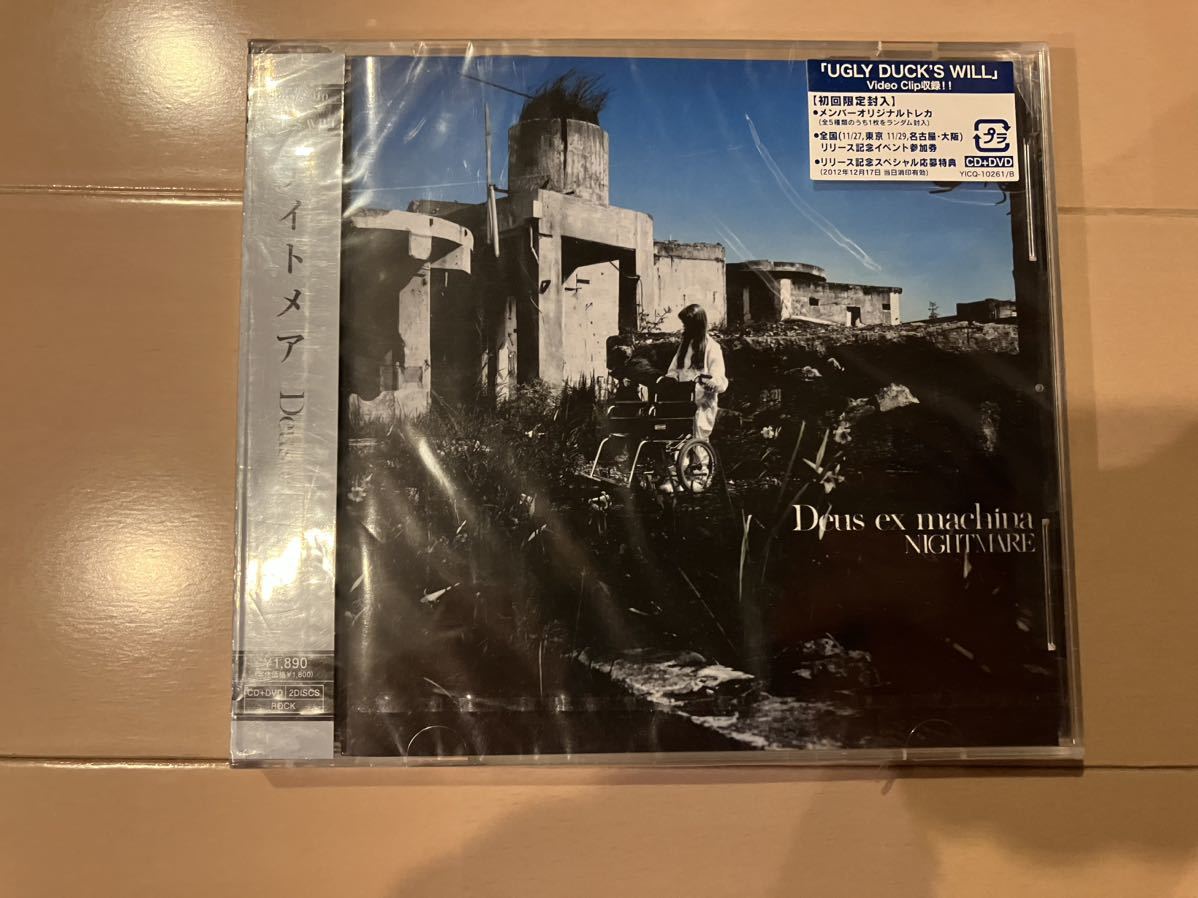 「UGLY DUCK'S WILL」
Video Clip収録!!
【初回限定封入】
●メンバーオリジナルトレカ
(全5種類のうち1枚をランダム封入)
●全国(11/27,東京 11/29,名古屋・大阪)
リリース記念イベント参加券
●リリース記念スペシャル応募特典
(2012年12月17日 当日消印有効)
プラ
CD+DVD
YICQ-10261/B
イトメア Deus
Deus ex machina
NIGHTMARE
¥1,890
CD+DVD 2DISCS
ROCK